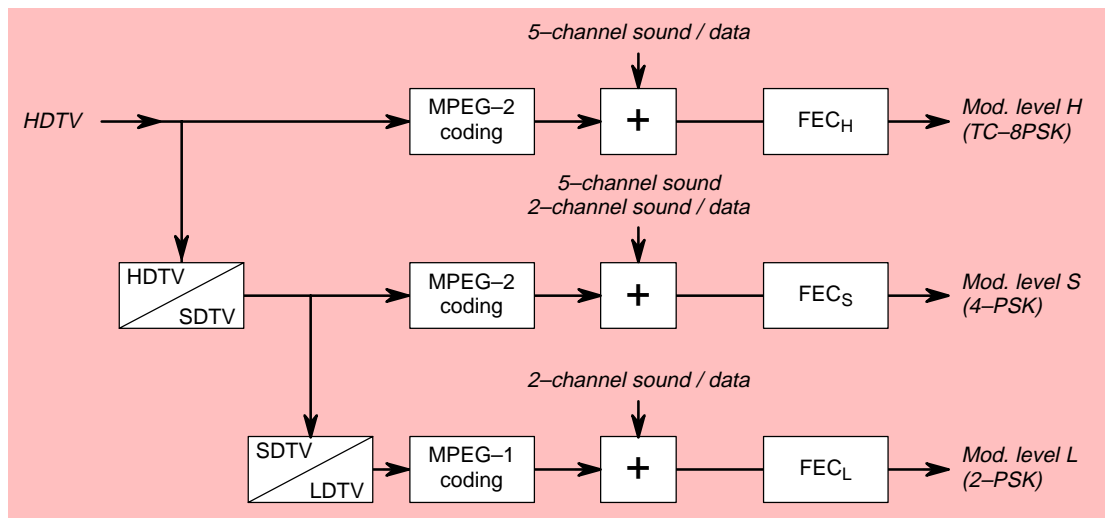 5–channel sound / data
HDTV
MPEG–2
coding
+
FECH
Mod. level H
(TC–8PSK)
5–channel sound
2–channel sound / data
HDTV
SDTV
MPEG–2
coding
+
FECS
Mod. level S
(4–PSK)
2–channel sound / data
SDTV
LDTV
MPEG–1
coding
+
FECL
Mod. level L
(2–PSK)